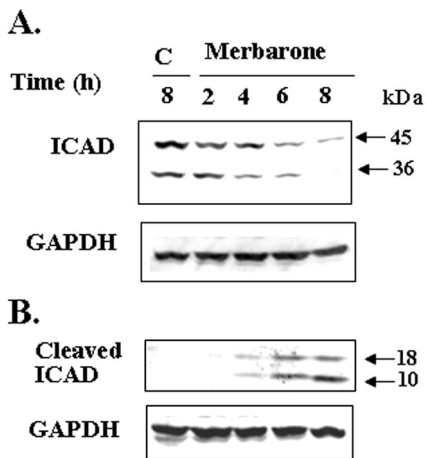 A.
C Merbarone
Time (h) 8 2 4 6 8 kDa
ICAD 45
36
GAPDH
B.
Cleaved
ICAD 18
10
GAPDH